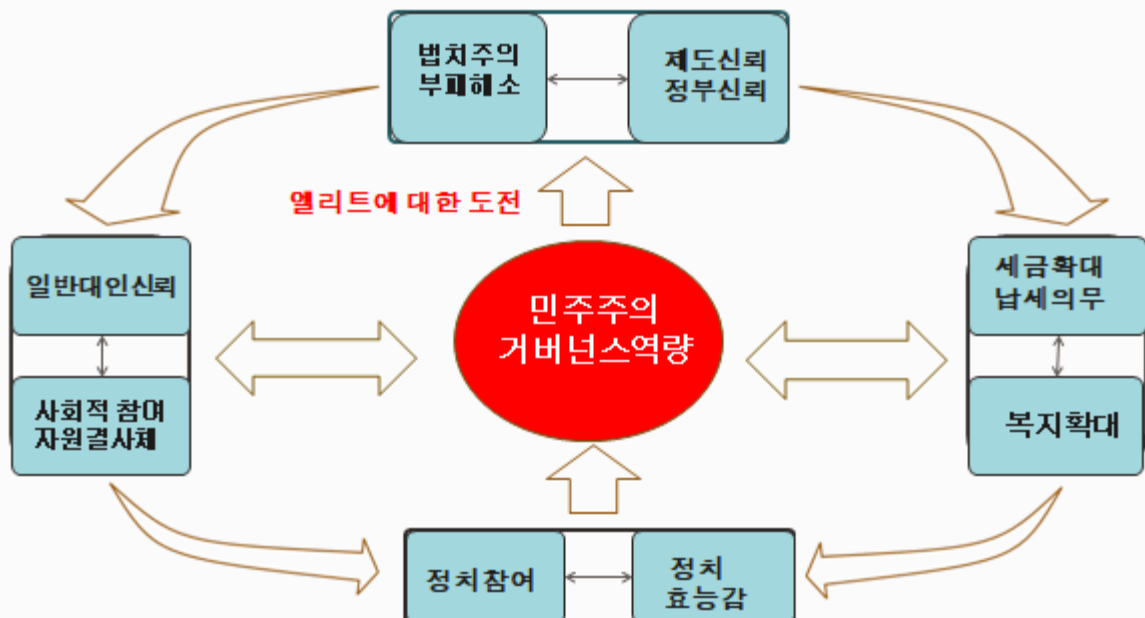 법치주의
부패해소
제도신뢰
정부신뢰
엘리트에 대한 도전
일반대인신뢰
사회적 참여
자원결사체
민주주의
거버넌스역량
세금확대
납세의무
복지확대
정치참여
정치
효능감